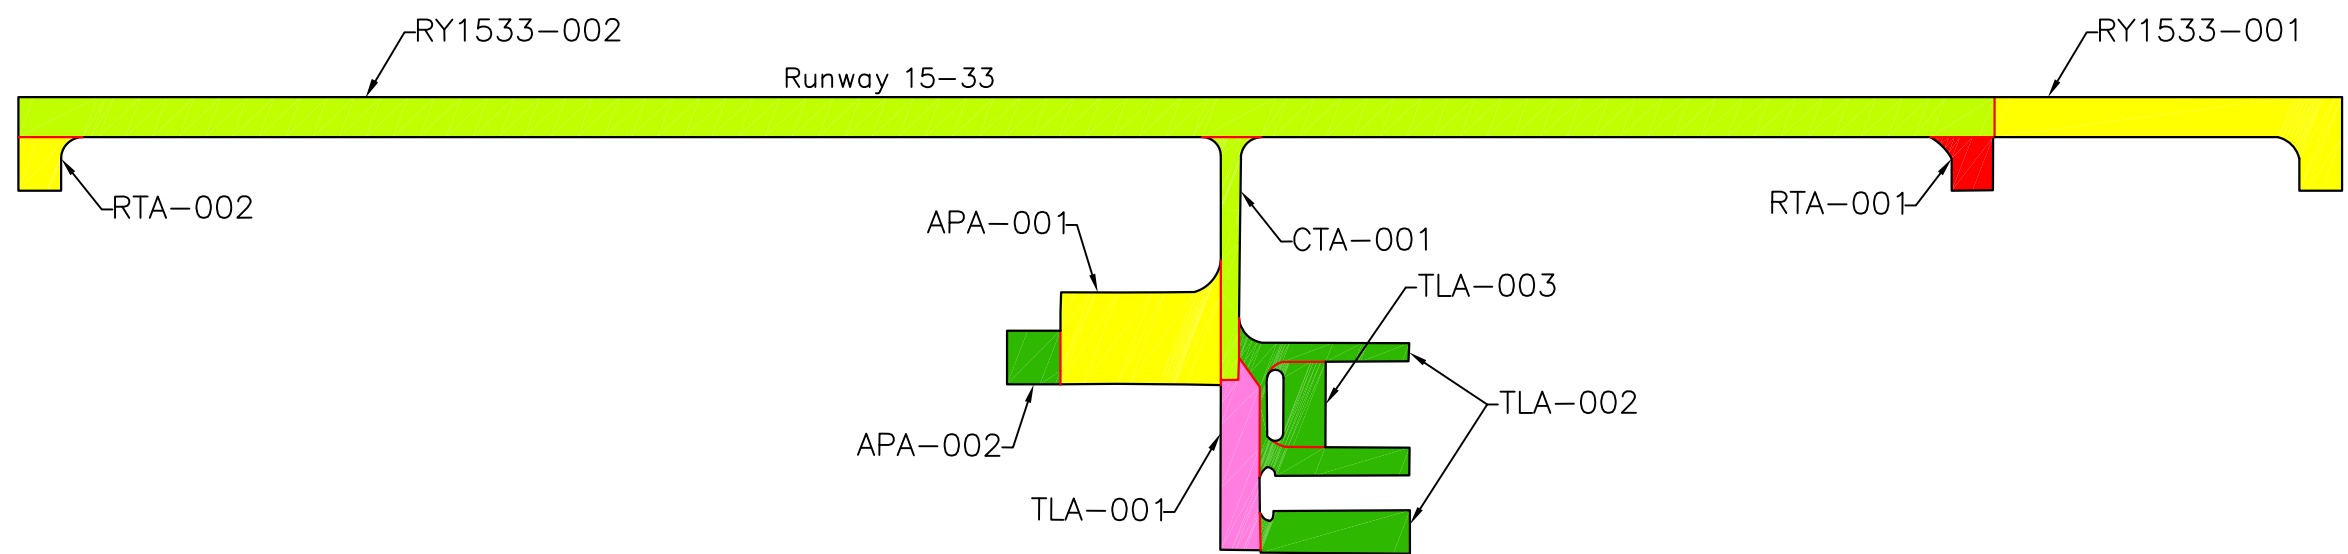 RY1533-002
RY1533-001
Runway 15-33
RTA-002
RTA-001
APA-001
CTA-001
TLA-003
TLA-002
APA-002
TLA-001